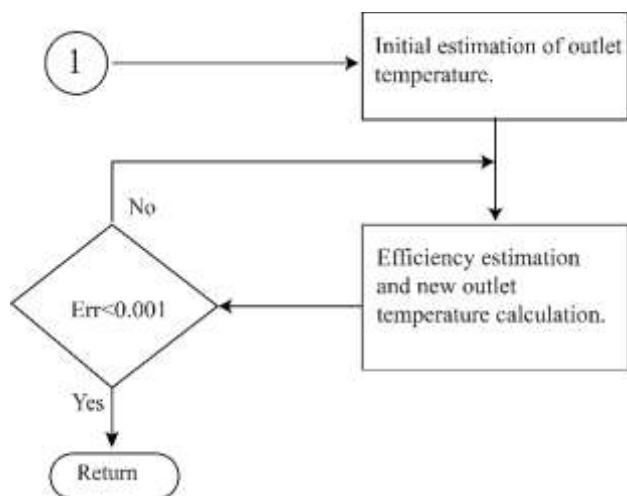 1
Initial estimation of outlet
temperature.
No
Efficiency estimation
and new outlet
temperature calculation.
Err<0.001
Yes
Return